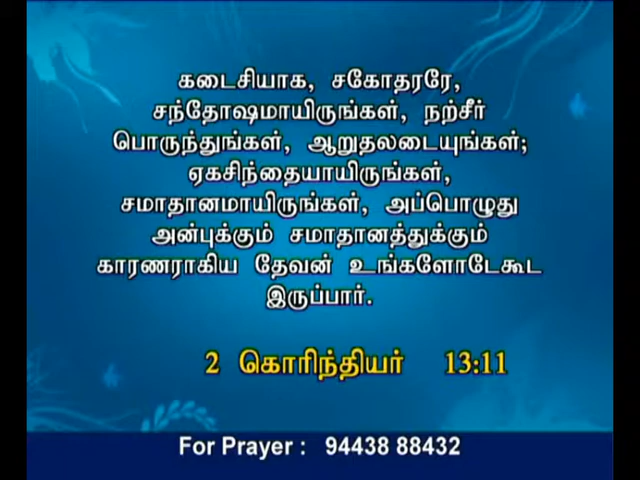 கடைசியாக, சகோதரரே,
சந்தோஷமாயிருங்கள், நற்சீர்
பொருந்துங்கள், ஆறுதலடையுங்கள்;
ஏகசிந்தையாயிருங்கள்,
சமாதானமாயிருங்கள், அப்பொழுது
அன்புக்கும் சமாதானத்துக்கும்
காரணராகிய தேவன் உங்களோடேகூட
இருப்பார்.
2 கொரிந்தியர் 13:11
For Prayer : 94438 88432